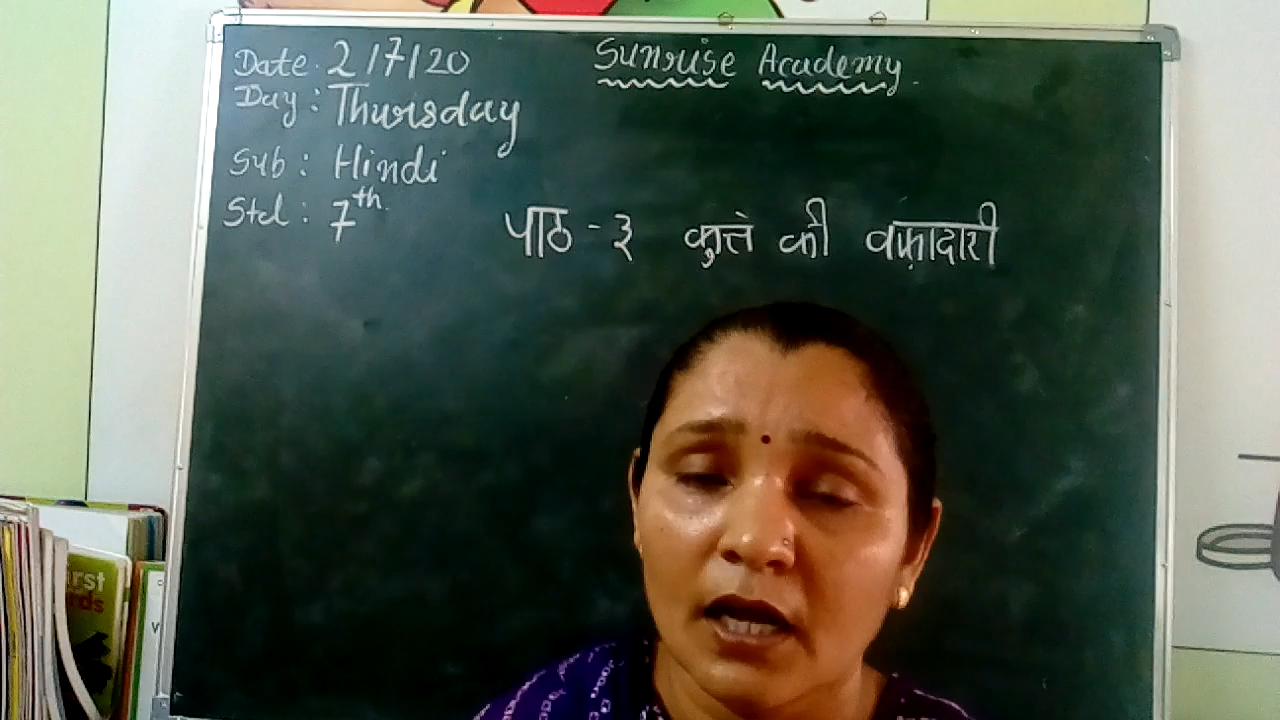 Date. 2/7/20
Sunrise Academy.
Day : Thursday
Sub : Hindi
Std : 7th.
पाठ - ३ कुत्ते की वफ़ादारी